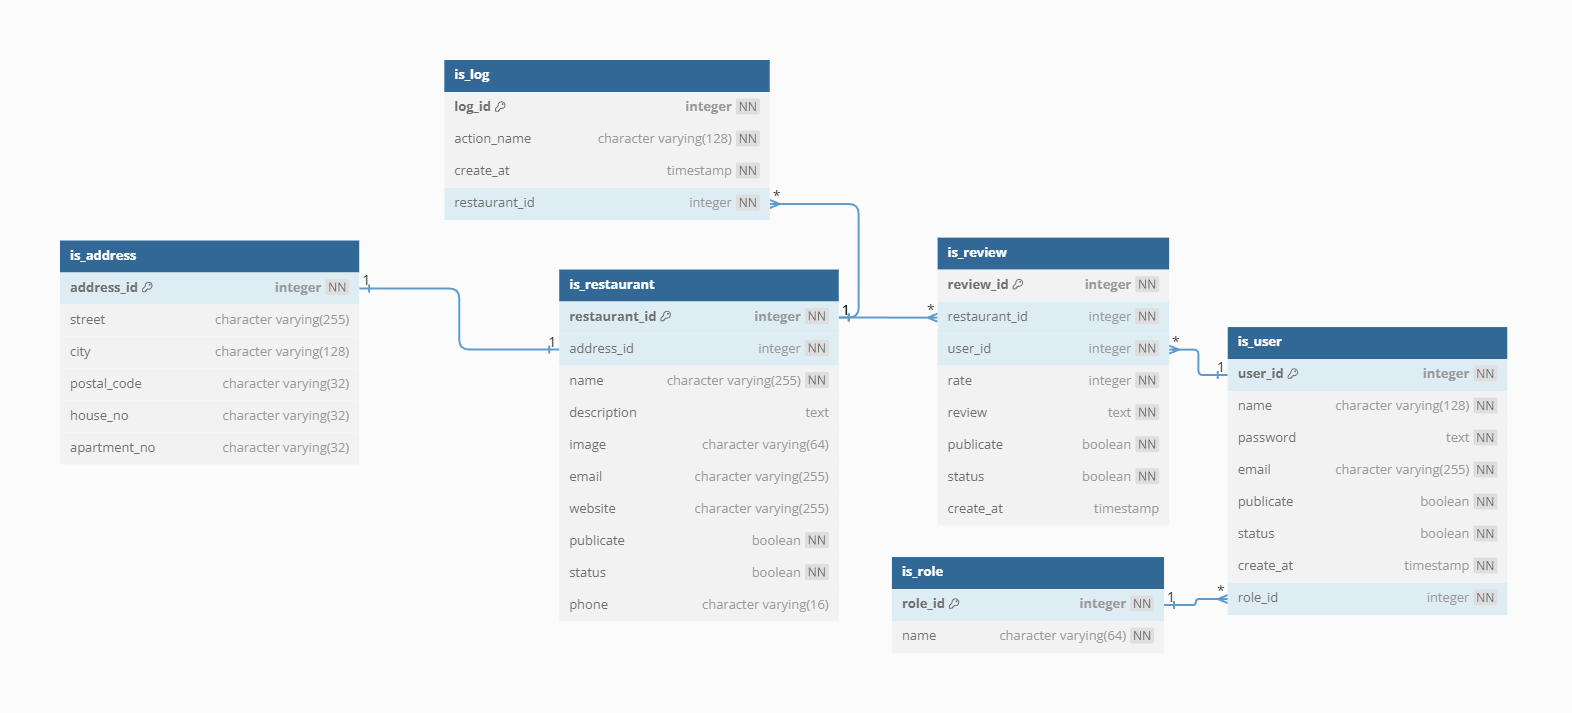 is_log
log_id integer NN
action_name character varying(128) NN
create_at timestamp NN
restaurant_id integer NN
*
is_address
address_id integer NN
street character varying(255)
city character varying(128)
postal_code character varying(32)
house_no character varying(32)
apartment_no character varying(32)
1
1
is_restaurant
restaurant_id integer NN
address_id integer NN
name character varying(255) NN
description text
image character varying(64)
email character varying(255)
website character varying(255)
publicate boolean NN
status boolean NN
phone character varying(16)
1
*
is_review
review_id integer NN
restaurant_id integer NN
user_id integer NN
rate integer NN
review text NN
publicate boolean NN
status boolean NN
create_at timestamp
*
1
is_user
user_id integer NN
name character varying(128) NN
password text NN
email character varying(255) NN
publicate boolean NN
status boolean NN
create_at timestamp NN
role_id integer NN
is_role
role_id integer NN
name character varying(64) NN
1
*